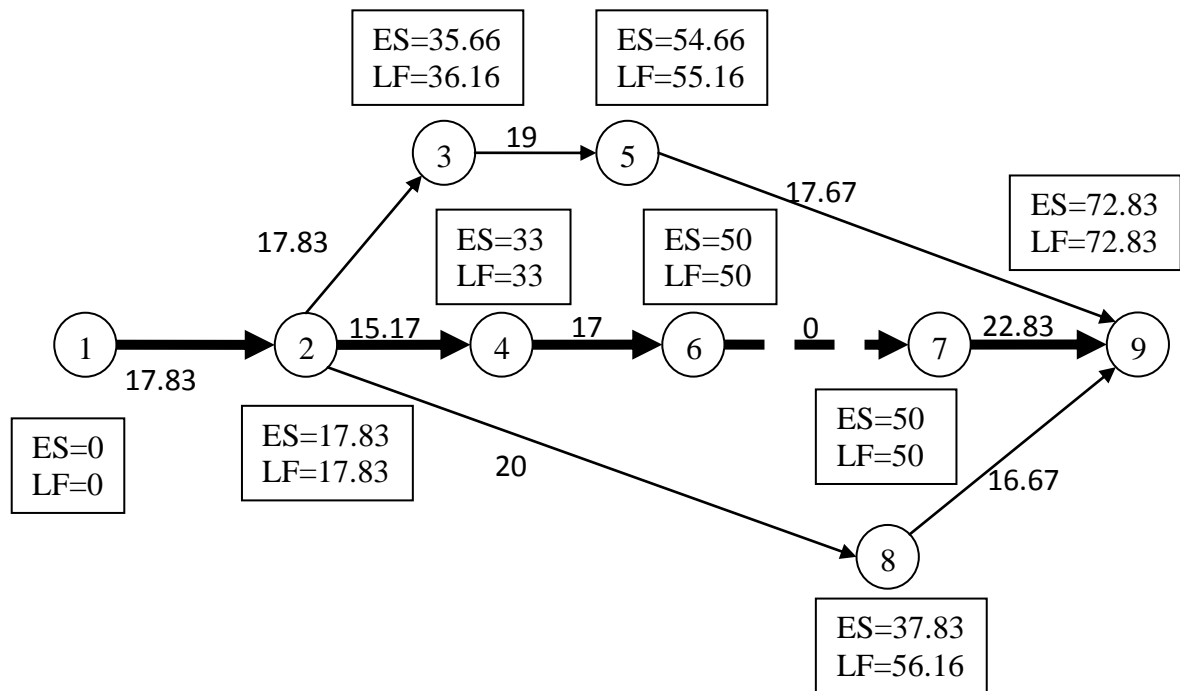 ES=35.66
LF=36.16
ES=54.66
LF=55.16
3
19
5
17.67
ES=72.83
LF=72.83
17.83
ES=33
LF=33
ES=50
LF=50
1
17.83
2
15.17
4
17
6
0
7
22.83
9
ES=0
LF=0
ES=17.83
LF=17.83
20
ES=50
LF=50
16.67
8
ES=37.83
LF=56.16